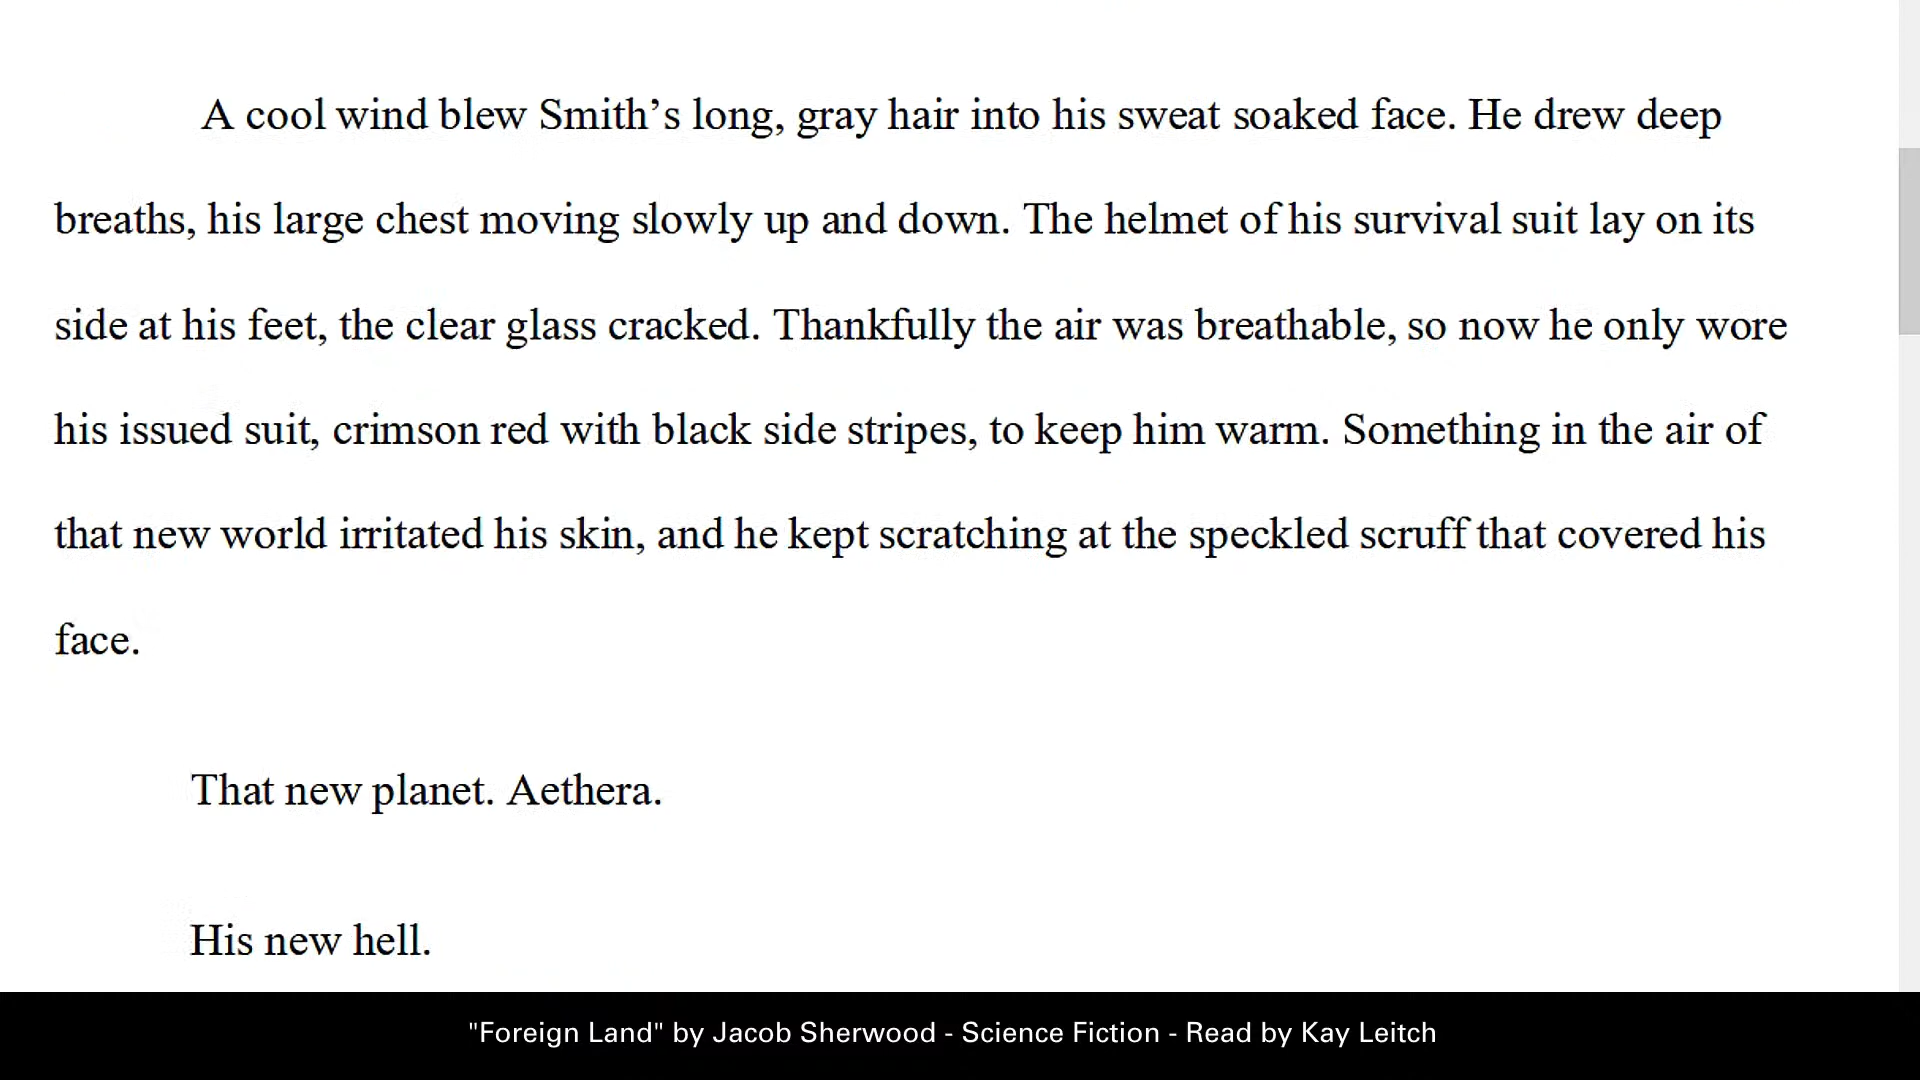 A cool wind blew Smith’s long, gray hair into his sweat soaked face. He drew deep
breaths, his large chest moving slowly up and down. The helmet of his survival suit lay on its
side at his feet, the clear glass cracked. Thankfully the air was breathable, so now he only wore
his issued suit, crimson red with black side stripes, to keep him warm. Something in the air of
that new world irritated his skin, and he kept scratching at the speckled scruff that covered his
face.
That new planet. Aethera.
His new hell.
"Foreign Land" by Jacob Sherwood - Science Fiction - Read by Kay Leitch